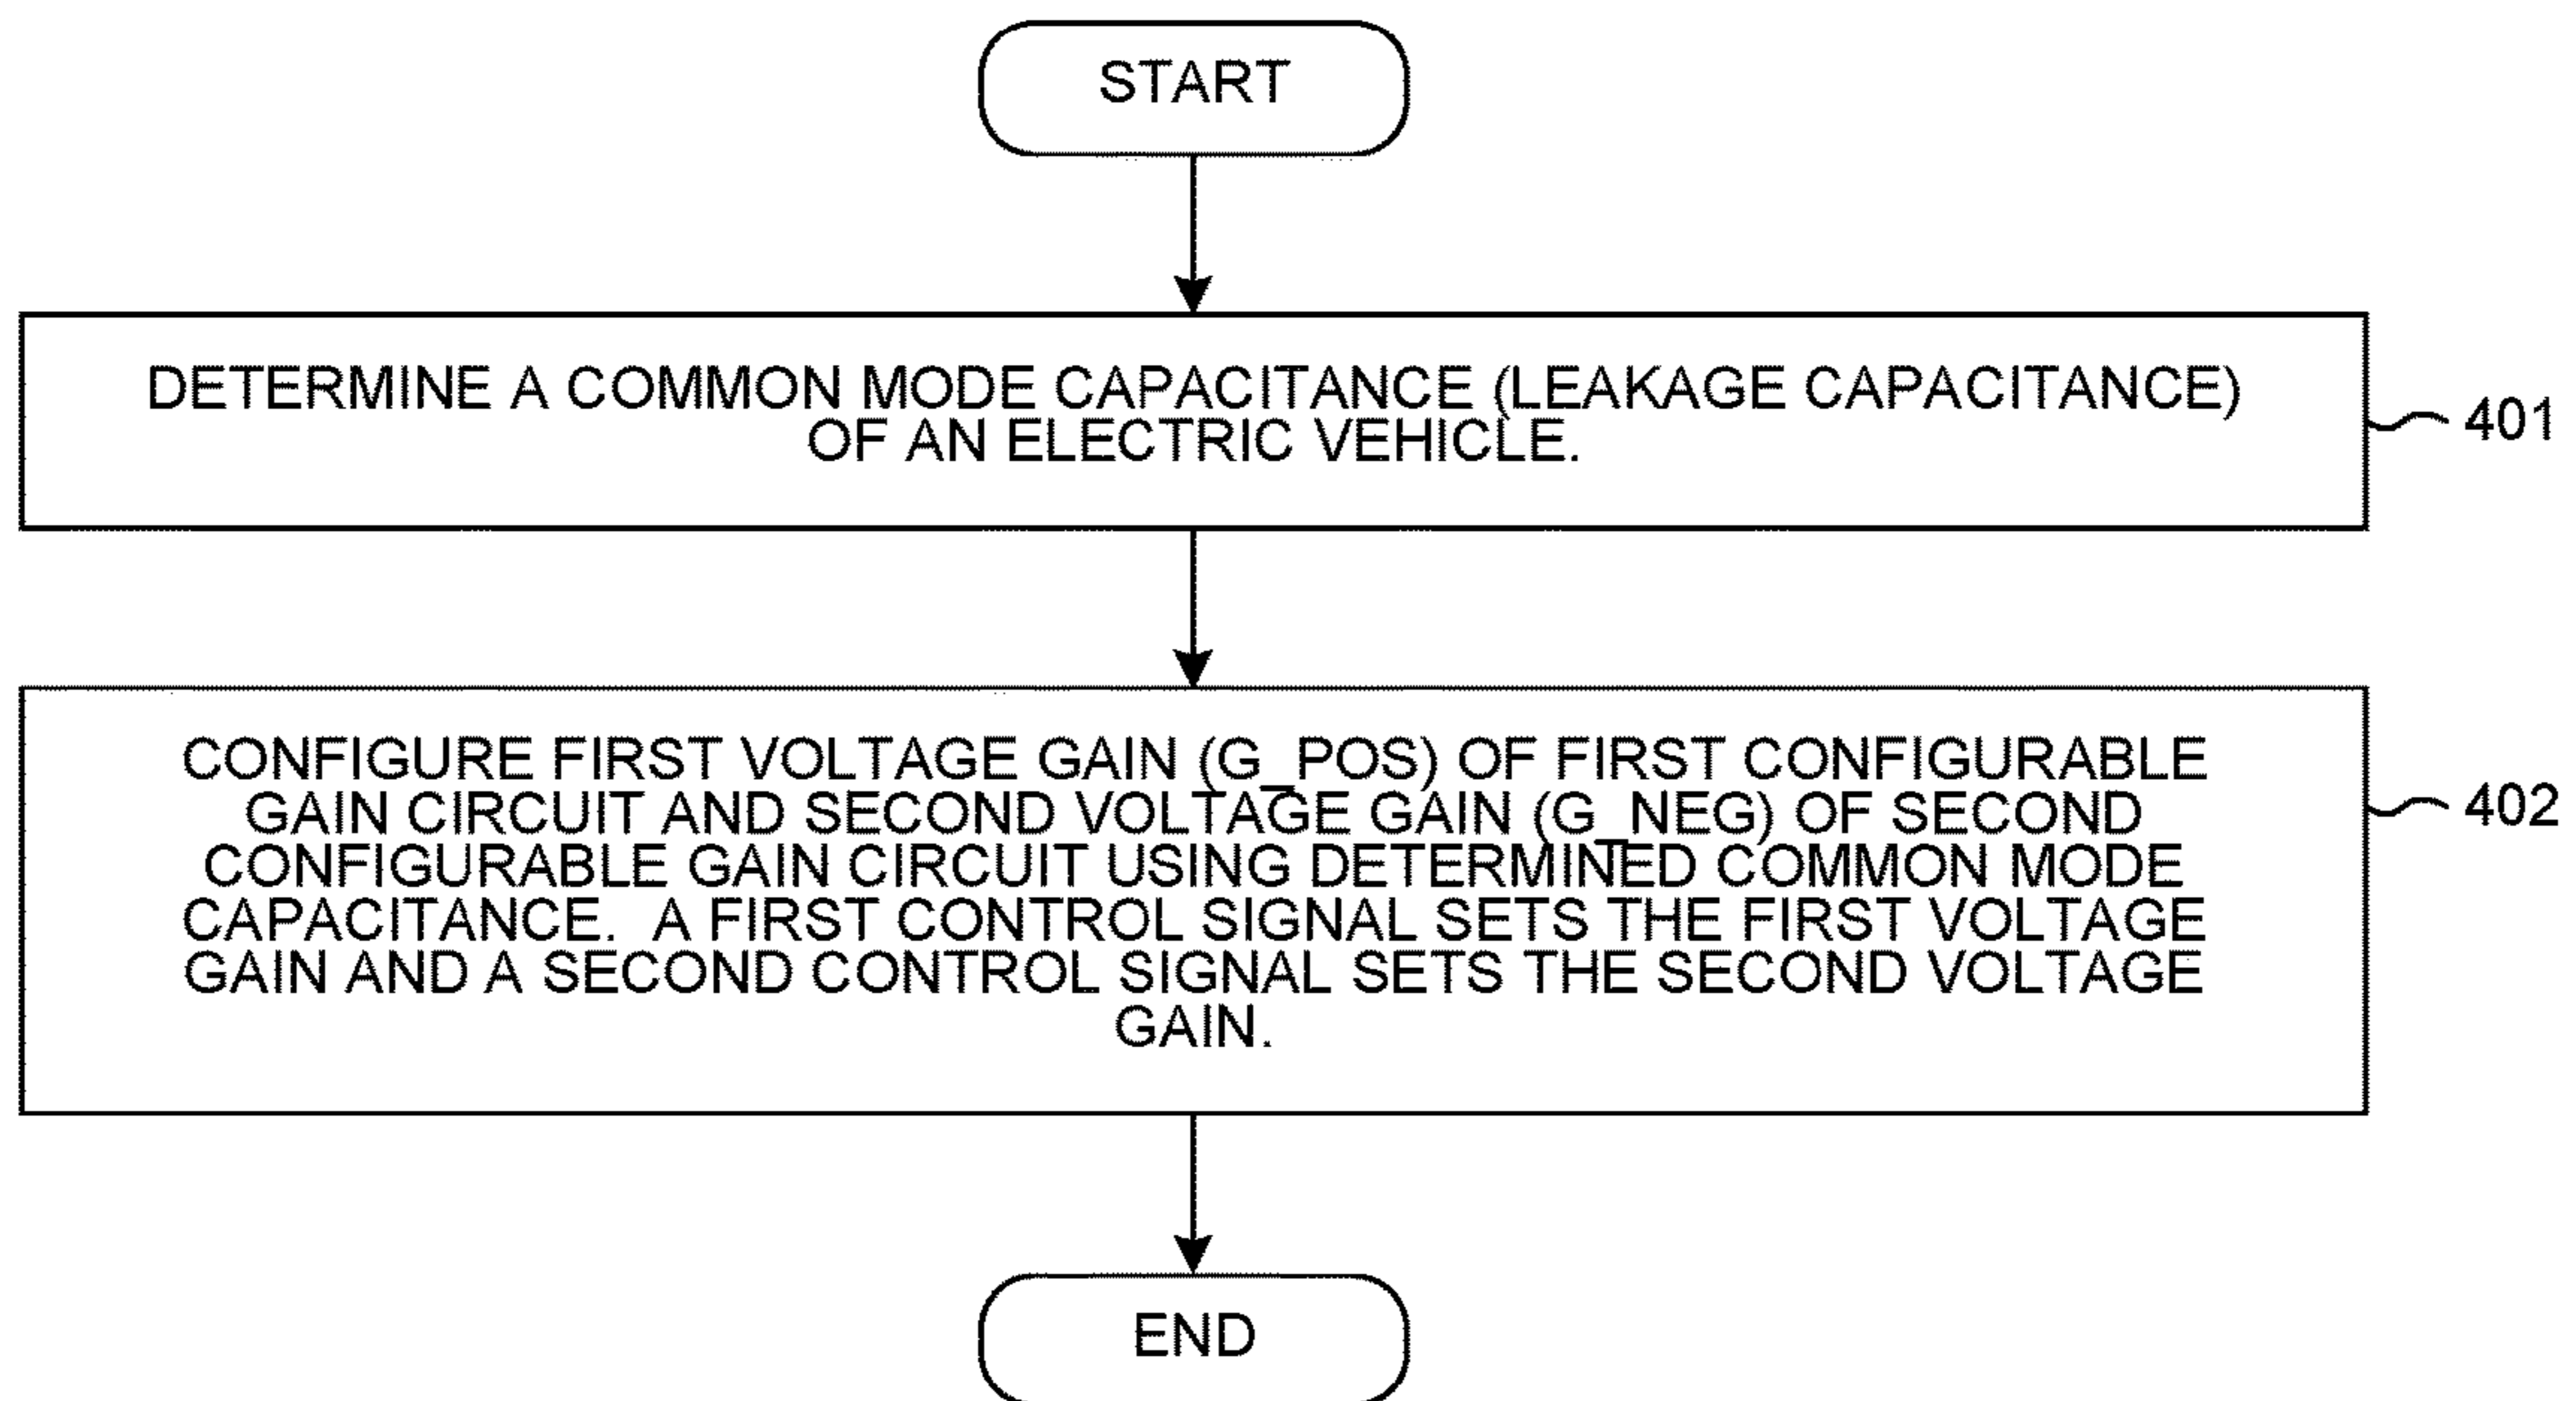 START
DETERMINE A COMMON MODE CAPACITANCE (LEAKAGE CAPACITANCE)
OF AN ELECTRIC VEHICLE.
401
CONFIGURE FIRST VOLTAGE GAIN (G_POS) OF FIRST CONFIGURABLE
GAIN CIRCUIT AND SECOND VOLTAGE GAIN (G_NEG) OF SECOND
CONFIGURABLE GAIN CIRCUIT USING DETERMINED COMMON MODE
CAPACITANCE. A FIRST CONTROL SIGNAL SETS THE FIRST VOLTAGE
GAIN AND A SECOND CONTROL SIGNAL SETS THE SECOND VOLTAGE
GAIN.
402
END